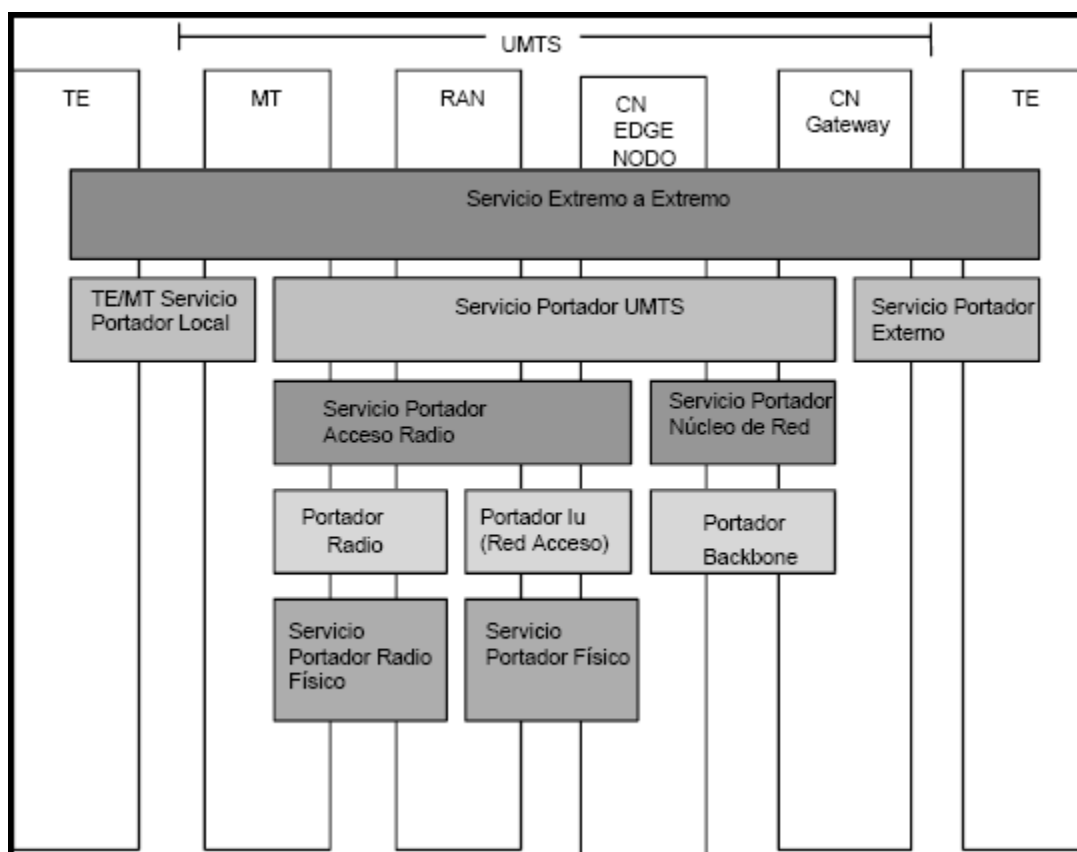 UMTS
TE
MT
RAN
CN
EDGE
NODO
CN
Gateway
TE
Servicio Extremo a Extremo
TE/MT Servicio
Portador Local
Servicio Portador UMTS
Servicio Portador
Externo
Servicio Portador
Acceso Radio
Servicio Portador
Núcleo de Red
Portador
Radio
Portador Iu
(Red Acceso)
Portador
Backbone
Servicio
Portador Radio
Físico
Servicio
Portador Físico